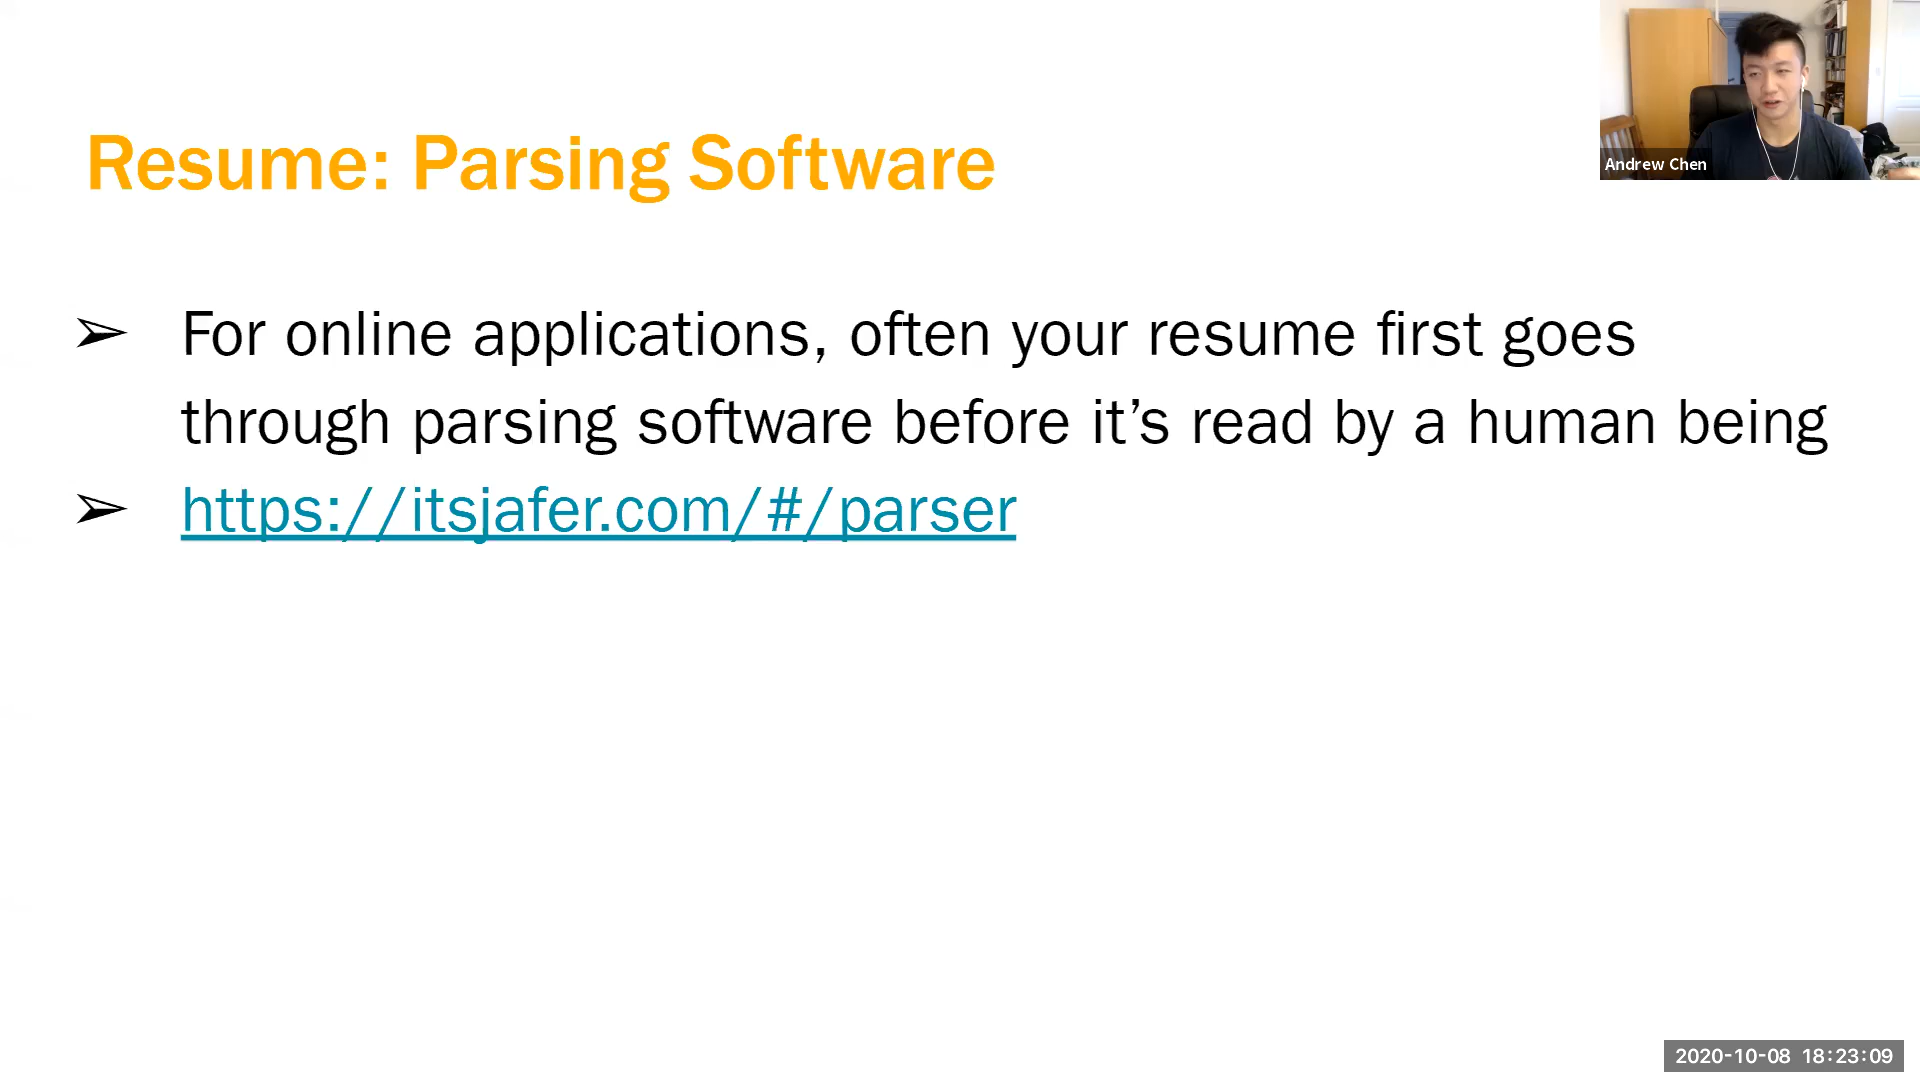 Andrew Chen
Resume: Parsing Software
➢ For online applications, often your resume first goes
through parsing software before it’s read by a human being
➢ https://itsjafer.com/#/parser
2020-10-08 18:23:09